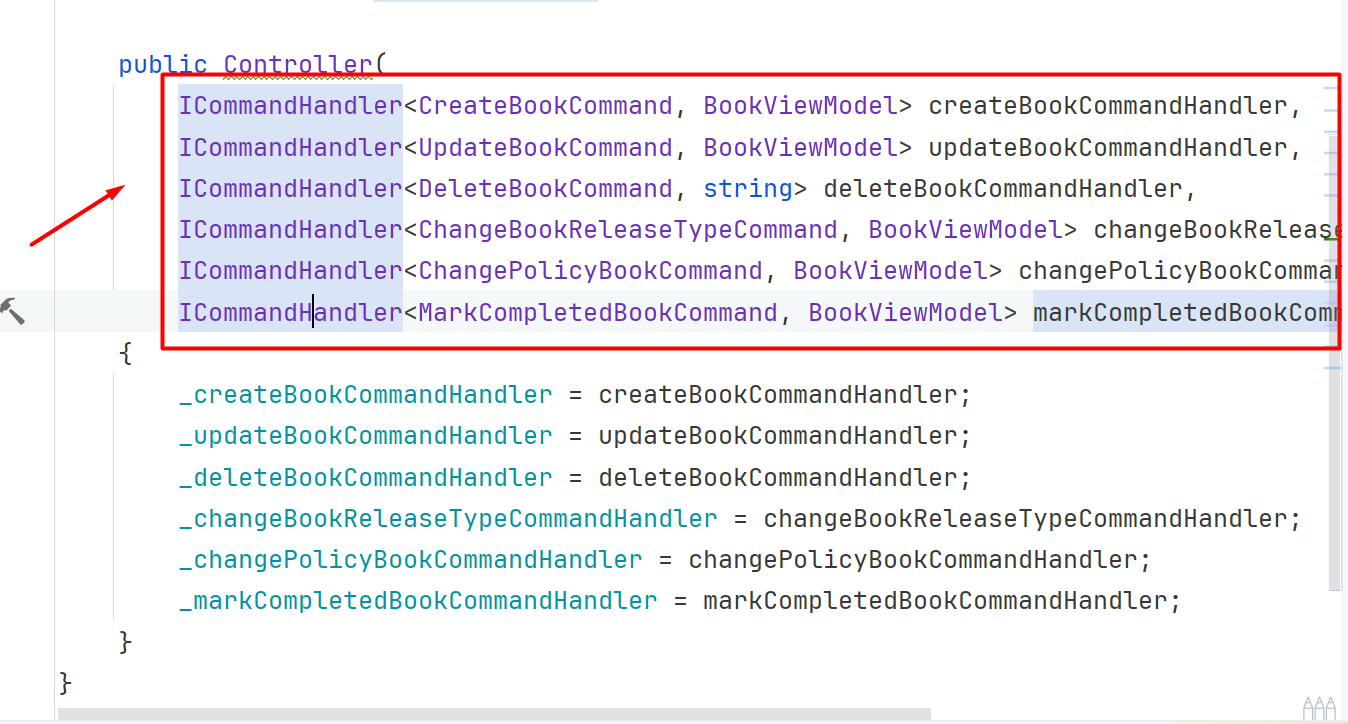 public Controller(
ICommandHandler<CreateBookCommand, BookViewModel> createBookCommandHandler,
ICommandHandler<UpdateBookCommand, BookViewModel> updateBookCommandHandler,
ICommandHandler<DeleteBookCommand, string> deleteBookCommandHandler,
ICommandHandler<ChangeBookReleaseTypeCommand, BookViewModel> changeBookRelease
ICommandHandler<ChangePolicyBookCommand, BookViewModel> changePolicyBookComman
ICommandHandler<MarkCompletedBookCommand, BookViewModel> markCompletedBookComm
{
_createBookCommandHandler = createBookCommandHandler;
_updateBookCommandHandler = updateBookCommandHandler;
_deleteBookCommandHandler = deleteBookCommandHandler;
_changeBookReleaseTypeCommandHandler = changeBookReleaseTypeCommandHandler;
_changePolicyBookCommandHandler = changePolicyBookCommandHandler;
_markCompletedBookCommandHandler = markCompletedBookCommandHandler;
}
}